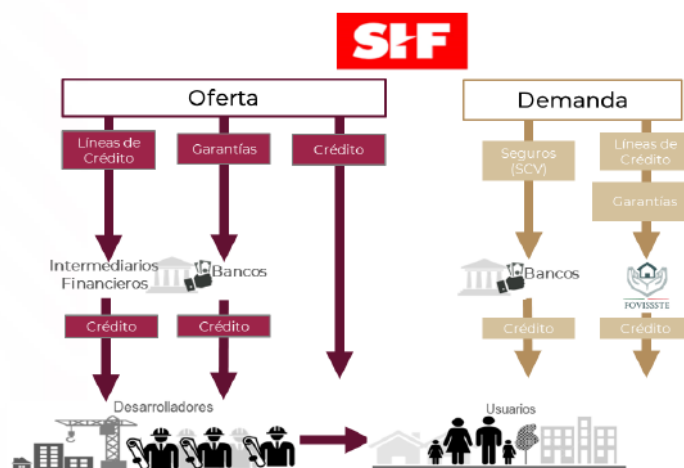 SHF
Oferta
Demanda
Líneas de
Crédito
Garantías
Crédito
Seguros
(SCV)
Líneas de
Crédito
Garantías
Intermediarios
Financieros
Bancos
Bancos
FOVISSSTE
Crédito
Crédito
Crédito
Crédito
Desarrolladores
Usuarios